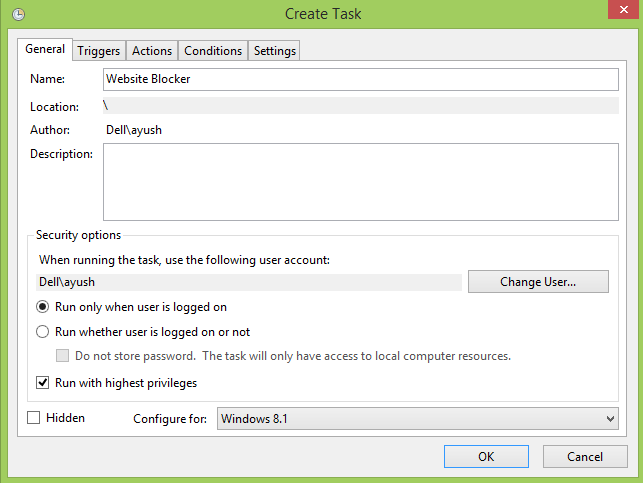 Create Task
General Triggers Actions Conditions Settings
Name: Website Blocker
Location: \
Author: Dell\ayush
Description:
Security options
When running the task, use the following user account:
Dell\ayush Change User...
Run only when user is logged on
Run whether user is logged on or not
Do not store password. The task will only have access to local computer resources.
Run with highest privileges
Hidden Configure for: Windows 8.1
OK Cancel